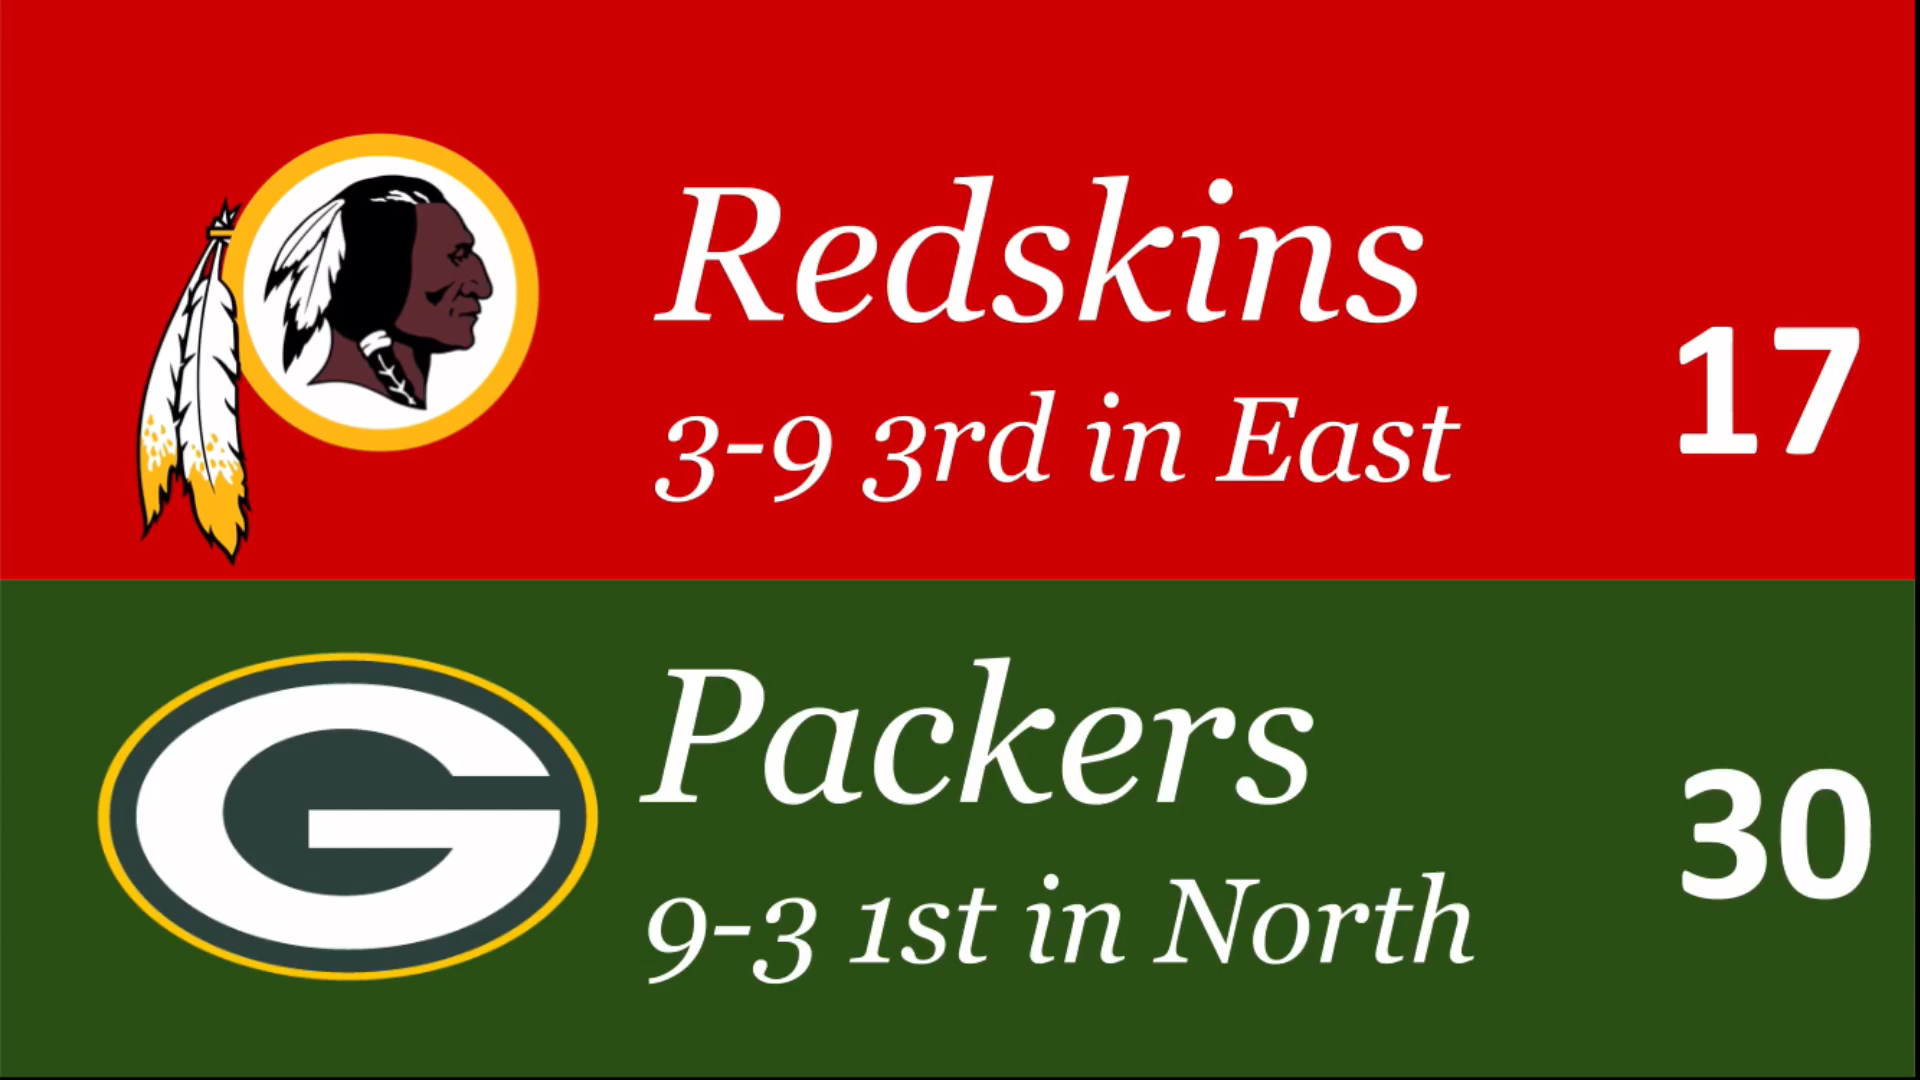 Redskins
3-9 3rd in East
17
G
Packers
9-3 1st in North
30